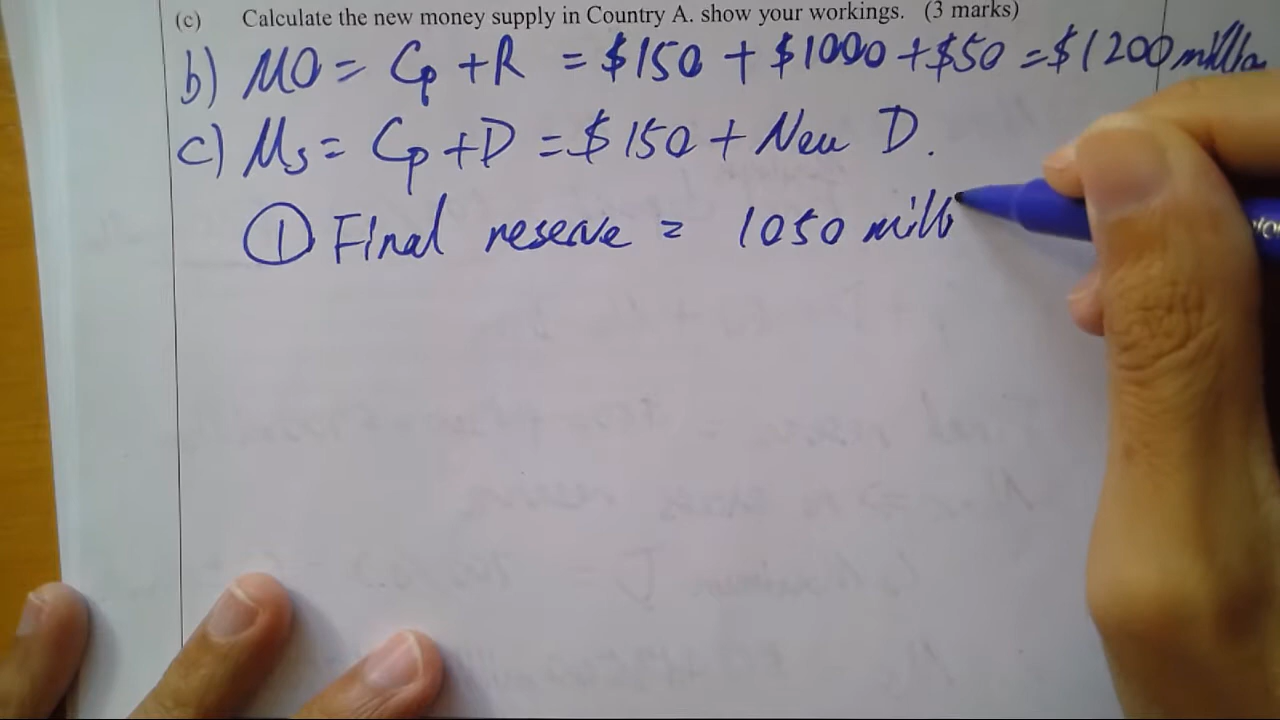 (c) Calculate the new money supply in Country A. show your workings. (3 marks)
b) M0 = Cp + R = $150 + $1000 + $50 = $1200 million
c) Ms = Cp + D = $150 + New D.
① Final reserve = 1050 mill